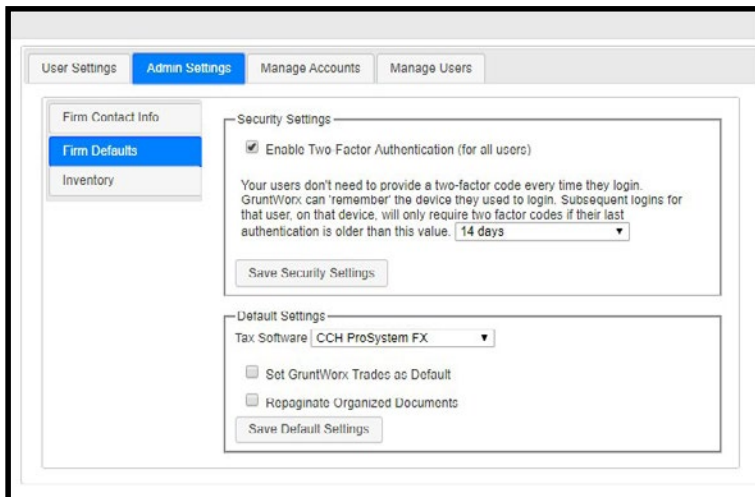 User Settings
Admin Settings
Manage Accounts
Manage Users
Firm Contact Info
Firm Defaults
Inventory
Security Settings
Enable Two-Factor Authentication (for all users)
Your users don't need to provide a two-factor code every time they login.
GruntWorx can 'remember' the device they used to login. Subsequent logins for
that user, on that device, will only require two factor codes if their last
authentication is older than this value. 14 days
Save Security Settings
Default Settings
Tax Software CCH ProSystem FX
Set GruntWorx Trades as Default
Repaginate Organized Documents
Save Default Settings